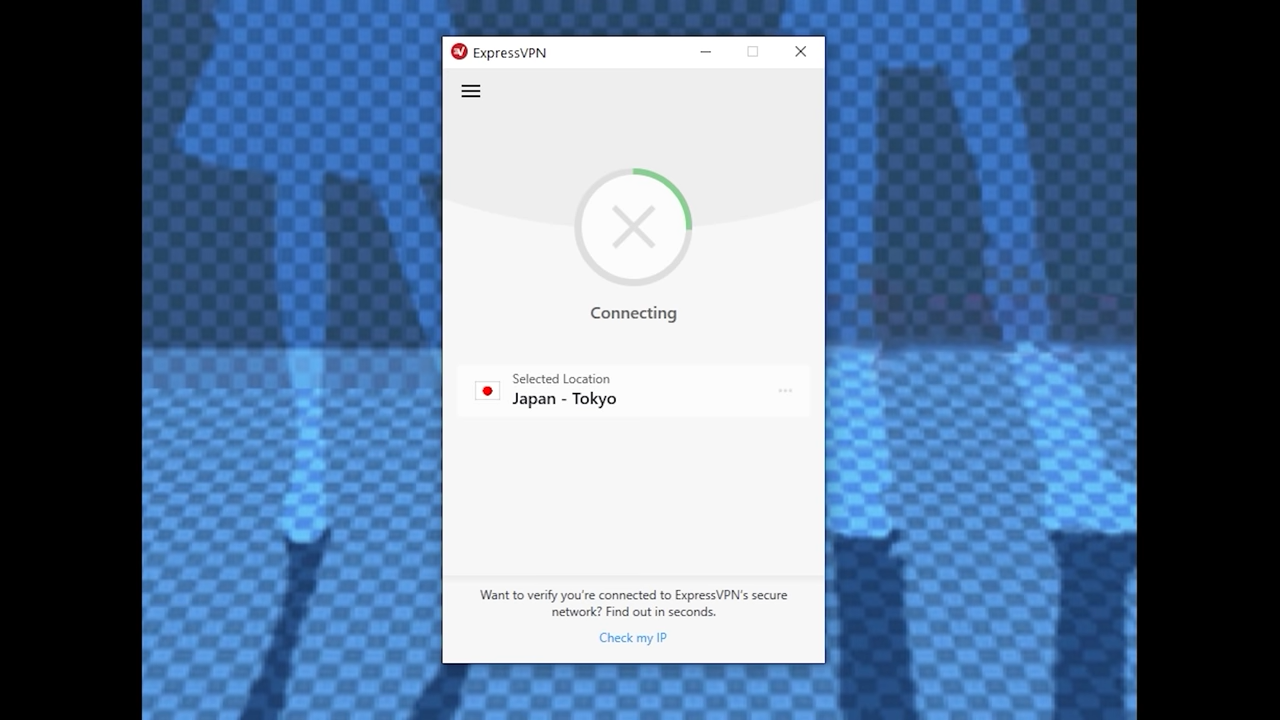 ExpressVPN
Connecting
Selected Location
Japan - Tokyo
Want to verify you're connected to ExpressVPN's secure
network? Find out in seconds.
Check my IP